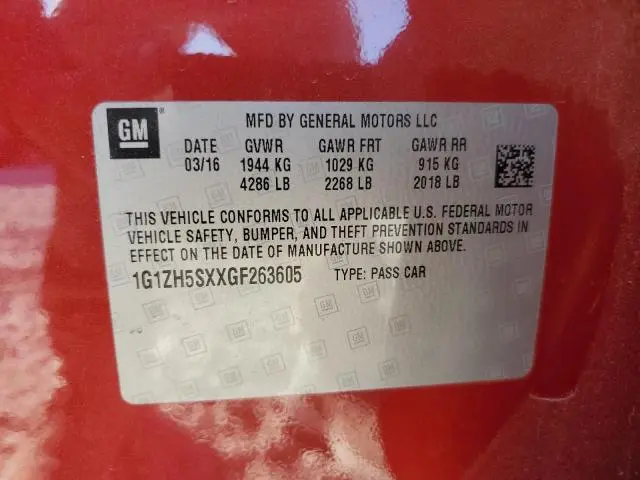 GM
MFD BY GENERAL MOTORS LLC
DATE GVWR GAWR FRT GAWR RR
03/16 1944 KG 1029 KG 915 KG
4286 LB 2268 LB 2018 LB
THIS VEHICLE CONFORMS TO ALL APPLICABLE U.S. FEDERAL MOTOR
VEHICLE SAFETY, BUMPER, AND THEFT PREVENTION STANDARDS IN
EFFECT ON THE DATE OF MANUFACTURE SHOWN ABOVE.
1G1ZH5SXXGF263605 TYPE: PASS CAR